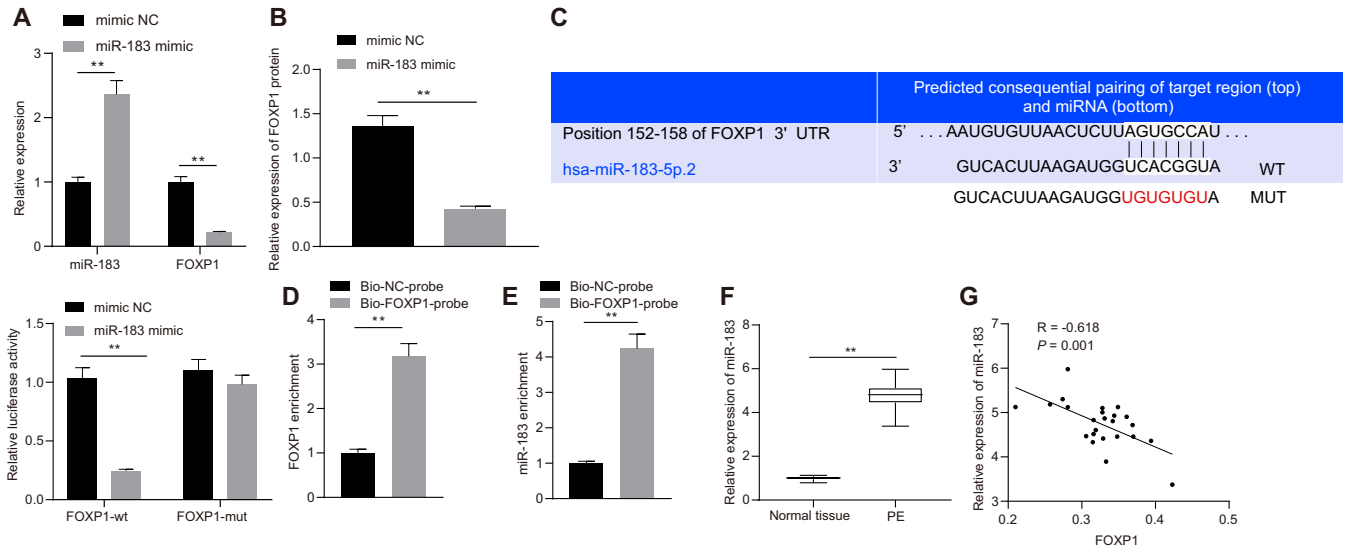 A
mimic NC
miR-183 mimic
Relative expression
3
2
1
0
**
**
miR-183
FOXP1
B
mimic NC
miR-183 mimic
Relative expression of FOXP1 protein
2.0
1.5
1.0
0.5
0.0
**
C
Predicted consequential pairing of target region (top)
and miRNA (bottom)
Position 152-158 of FOXP1 3' UTR
5' ...AAUGUGUUAACUCUUAGUGCCAU...
hsa-miR-183-5p.2
3' GUCACUUAAGAUGGUCACGGUA WT
GUCACUUAAGAUGGUGUGUGUA MUT
mimic NC
miR-183 mimic
Relative luciferase activity
1.5
1.0
0.5
0.0
**
FOXP1-wt
FOXP1-mut
D
Bio-NC-probe
Bio-FOXP1-probe
FOXP1 enrichment
4
3
2
1
0
**
E
Bio-NC-probe
Bio-FOXP1-probe
miR-183 enrichment
5
4
3
2
1
0
**
F
Relative expression of miR-183
8
6
4
2
0
**
Normal tissue
PE
G
R = -0.618
P = 0.001
Relative expression of miR-183
7
6
5
4
3
0.2
0.3
0.4
0.5
FOXP1